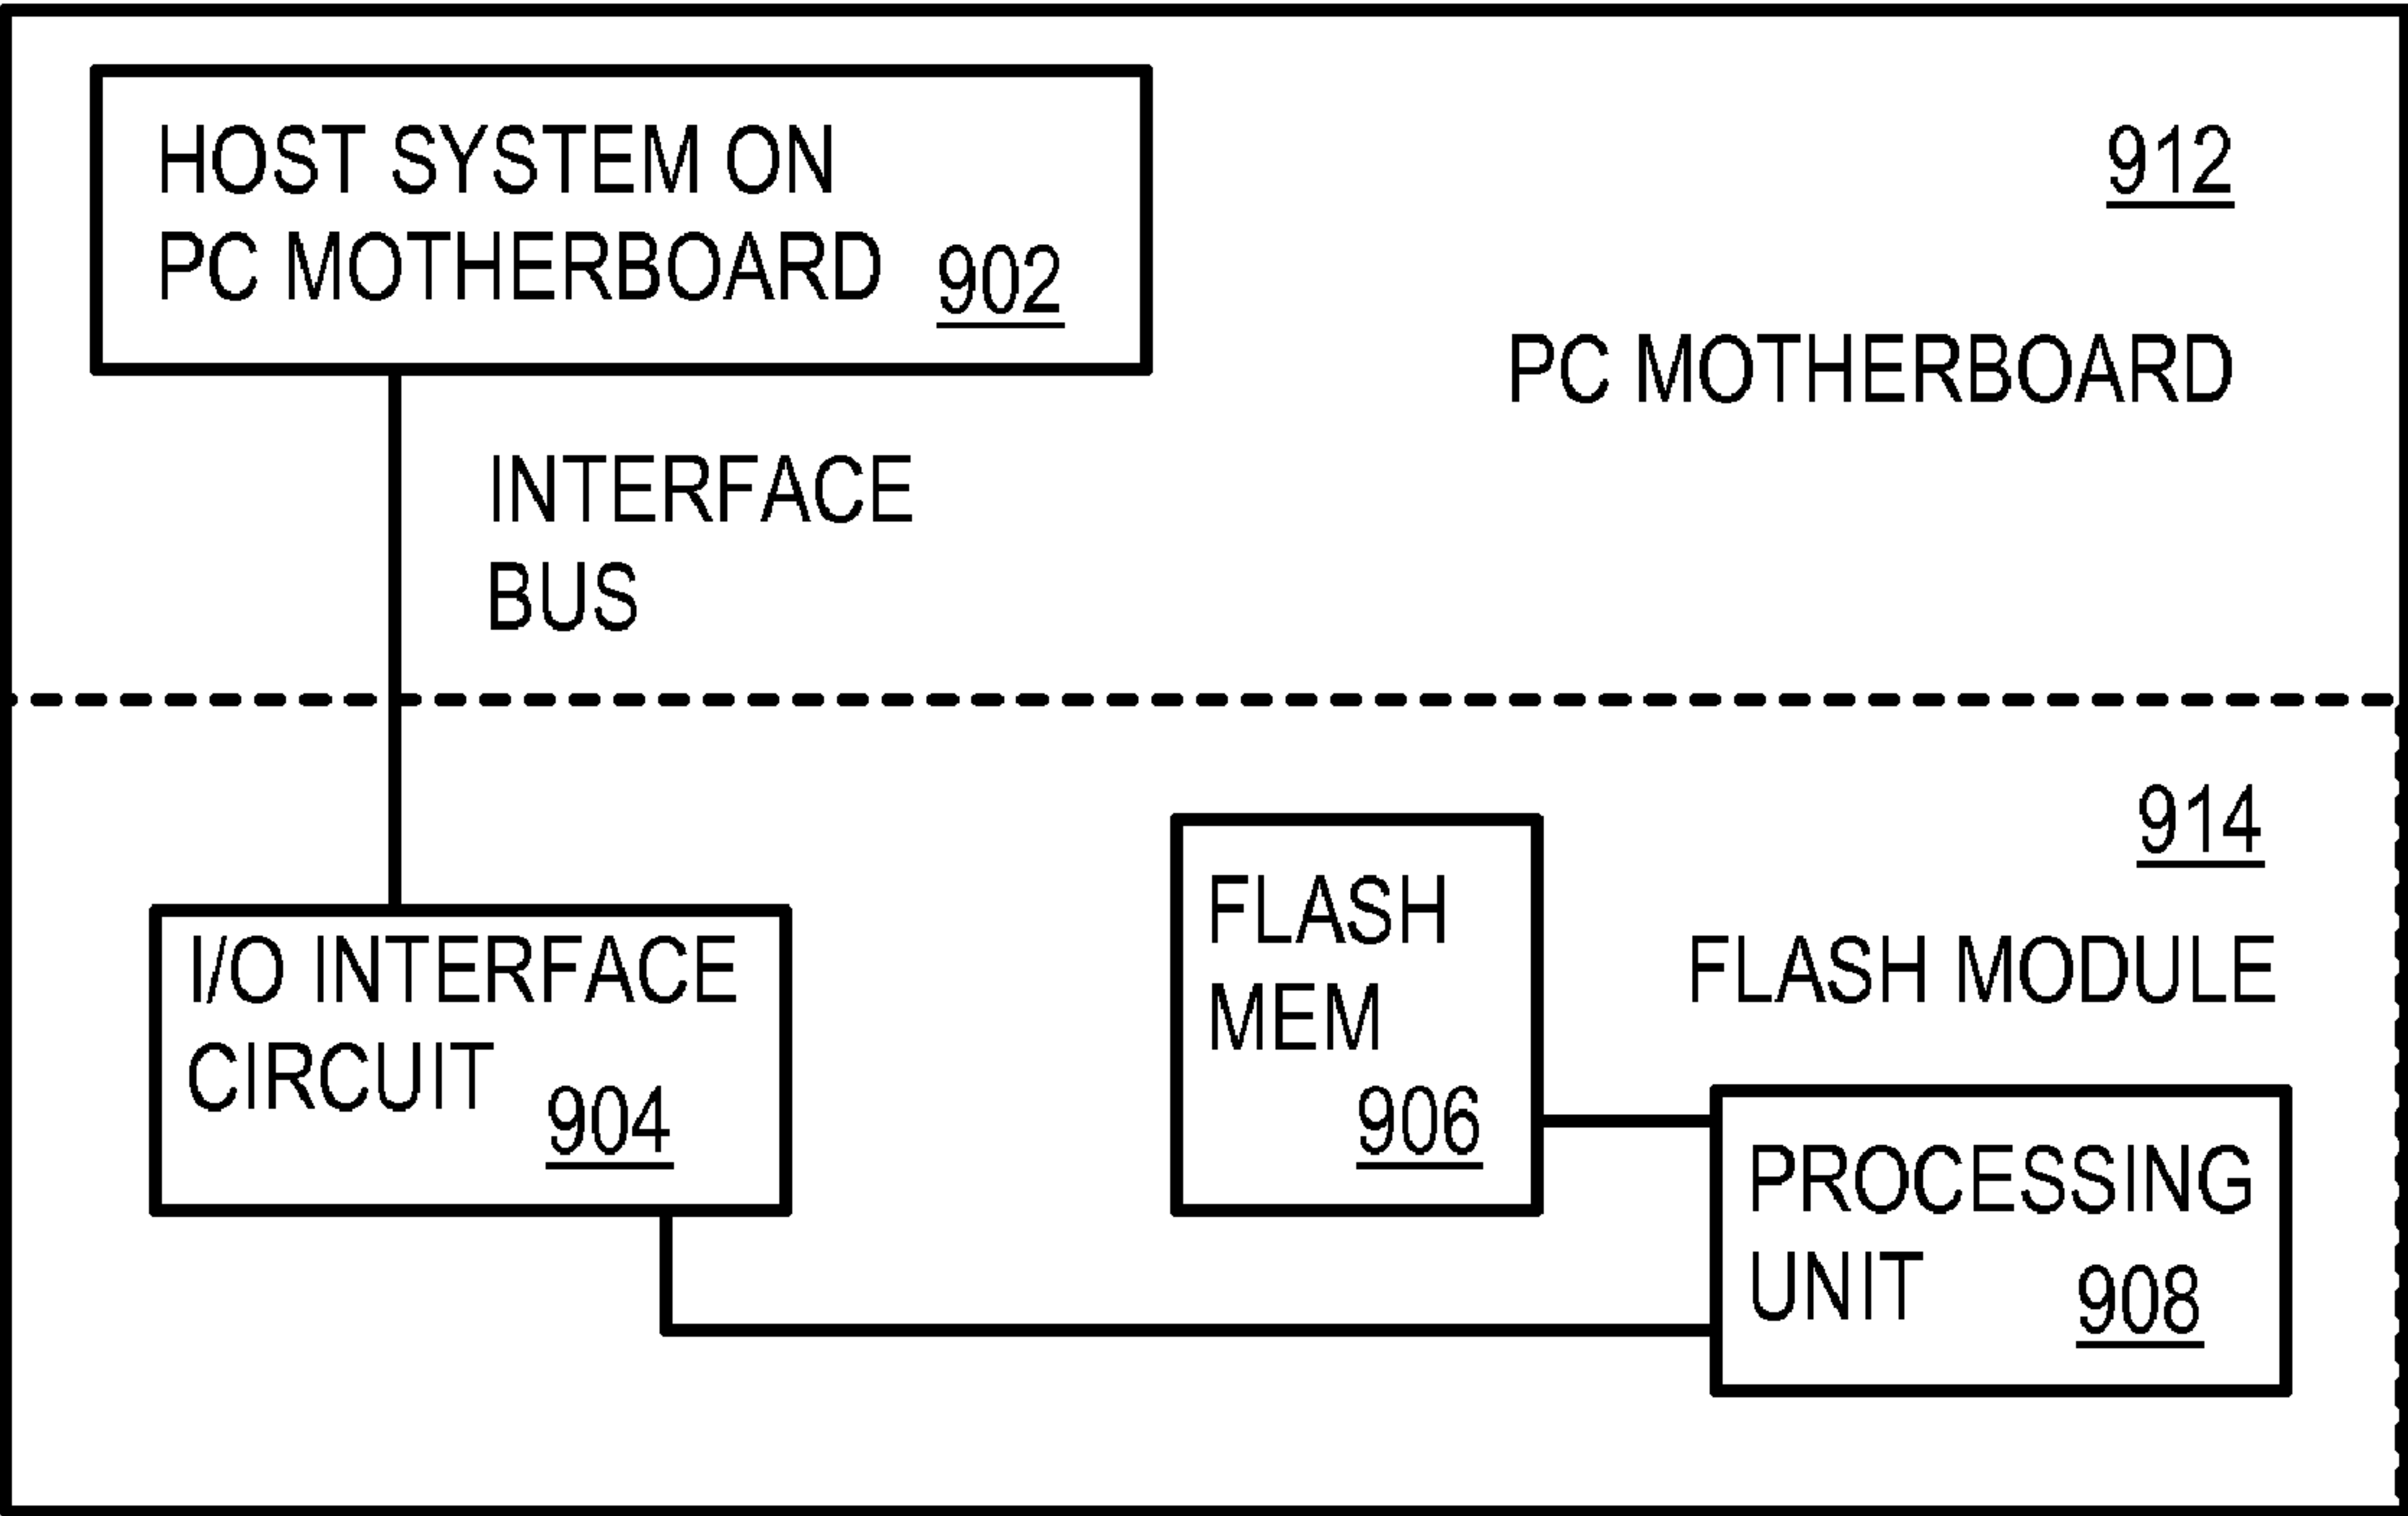 HOST SYSTEM ON
PC MOTHERBOARD 902
912
PC MOTHERBOARD
INTERFACE
BUS
914
FLASH MODULE
I/O INTERFACE
CIRCUIT 904
FLASH
MEM
906
PROCESSING
UNIT 908